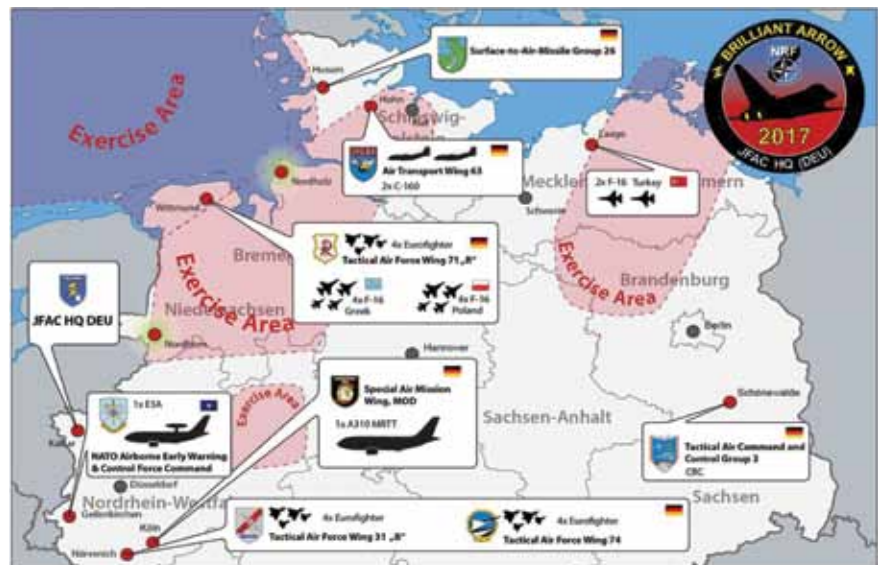 Surface-to-Air-Missile Group 26
BRILLIANT ARROW
NRF
2017
JFAC HQ (DEU)
Exercise Area
Husum
Hohn
Schleswig-
Holstein
Air Transport Wing 63
2x C-160
Laage
2x F-16 Turkey
Mecklen
mern
Schwerin
Nordholz
Wittmund
4x Eurofighter
Tactical Air Force Wing 71 „R"
4x F-16
Greek
4x F-16
Poland
Breme
Exercise Area
Niedersachsen
Exercise Area
Brandenburg
Berlin
JFAC HQ DEU
Nordhorn
Hannover
Special Air Mission
Wing, MOD
1x A310 MRTT
Exercise Area
Sachsen-Anhalt
Schönewalde
1x E3A
NATO Airborne Early Warning
& Control Force Command
Kalkar
Tactical Air Command and
Control Group 3
CRC
Düsseldorf
Nordrhein-Westfa
Sachsen
Geilenkirchen
Köln
Nörvenich
4x Eurofighter
Tactical Air Force Wing 31 „B"
4x Eurofighter
Tactical Air Force Wing 74